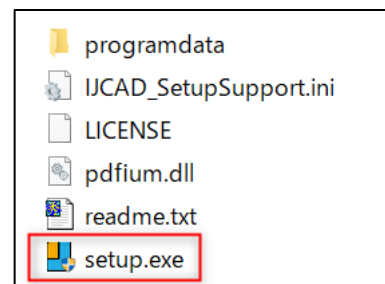 programdata
IJCAD_SetupSupport.ini
LICENSE
pdfium.dll
readme.txt
setup.exe